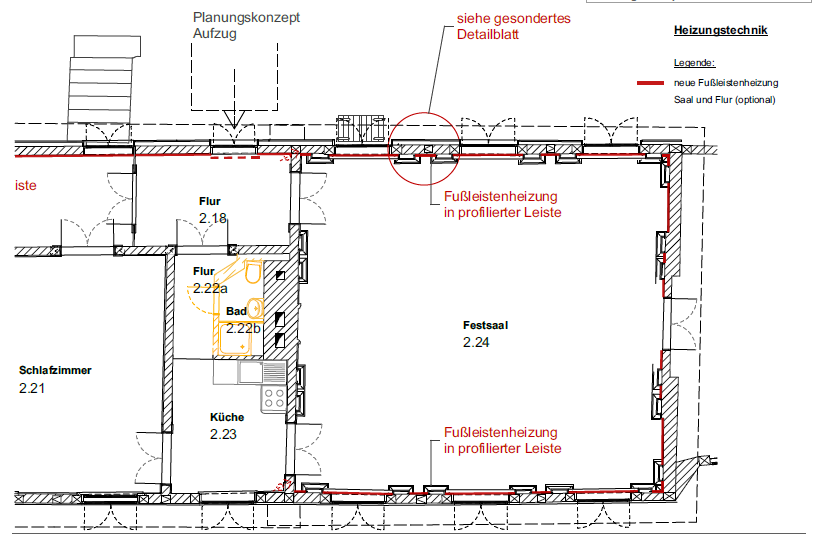 Planungskonzept
Aufzug
siehe gesondertes
Detailblatt
Heizungstechnik
Legende:
neue Fußleistenheizung
Saal und Flur (optional)
iste
Flur
2.18
Fußleistenheizung
in profilierter Leiste
Flur
2.22a
Bad
2.22b
Festsaal
2.24
Schlafzimmer
2.21
Küche
2.23
Fußleistenheizung
in profilierter Leiste